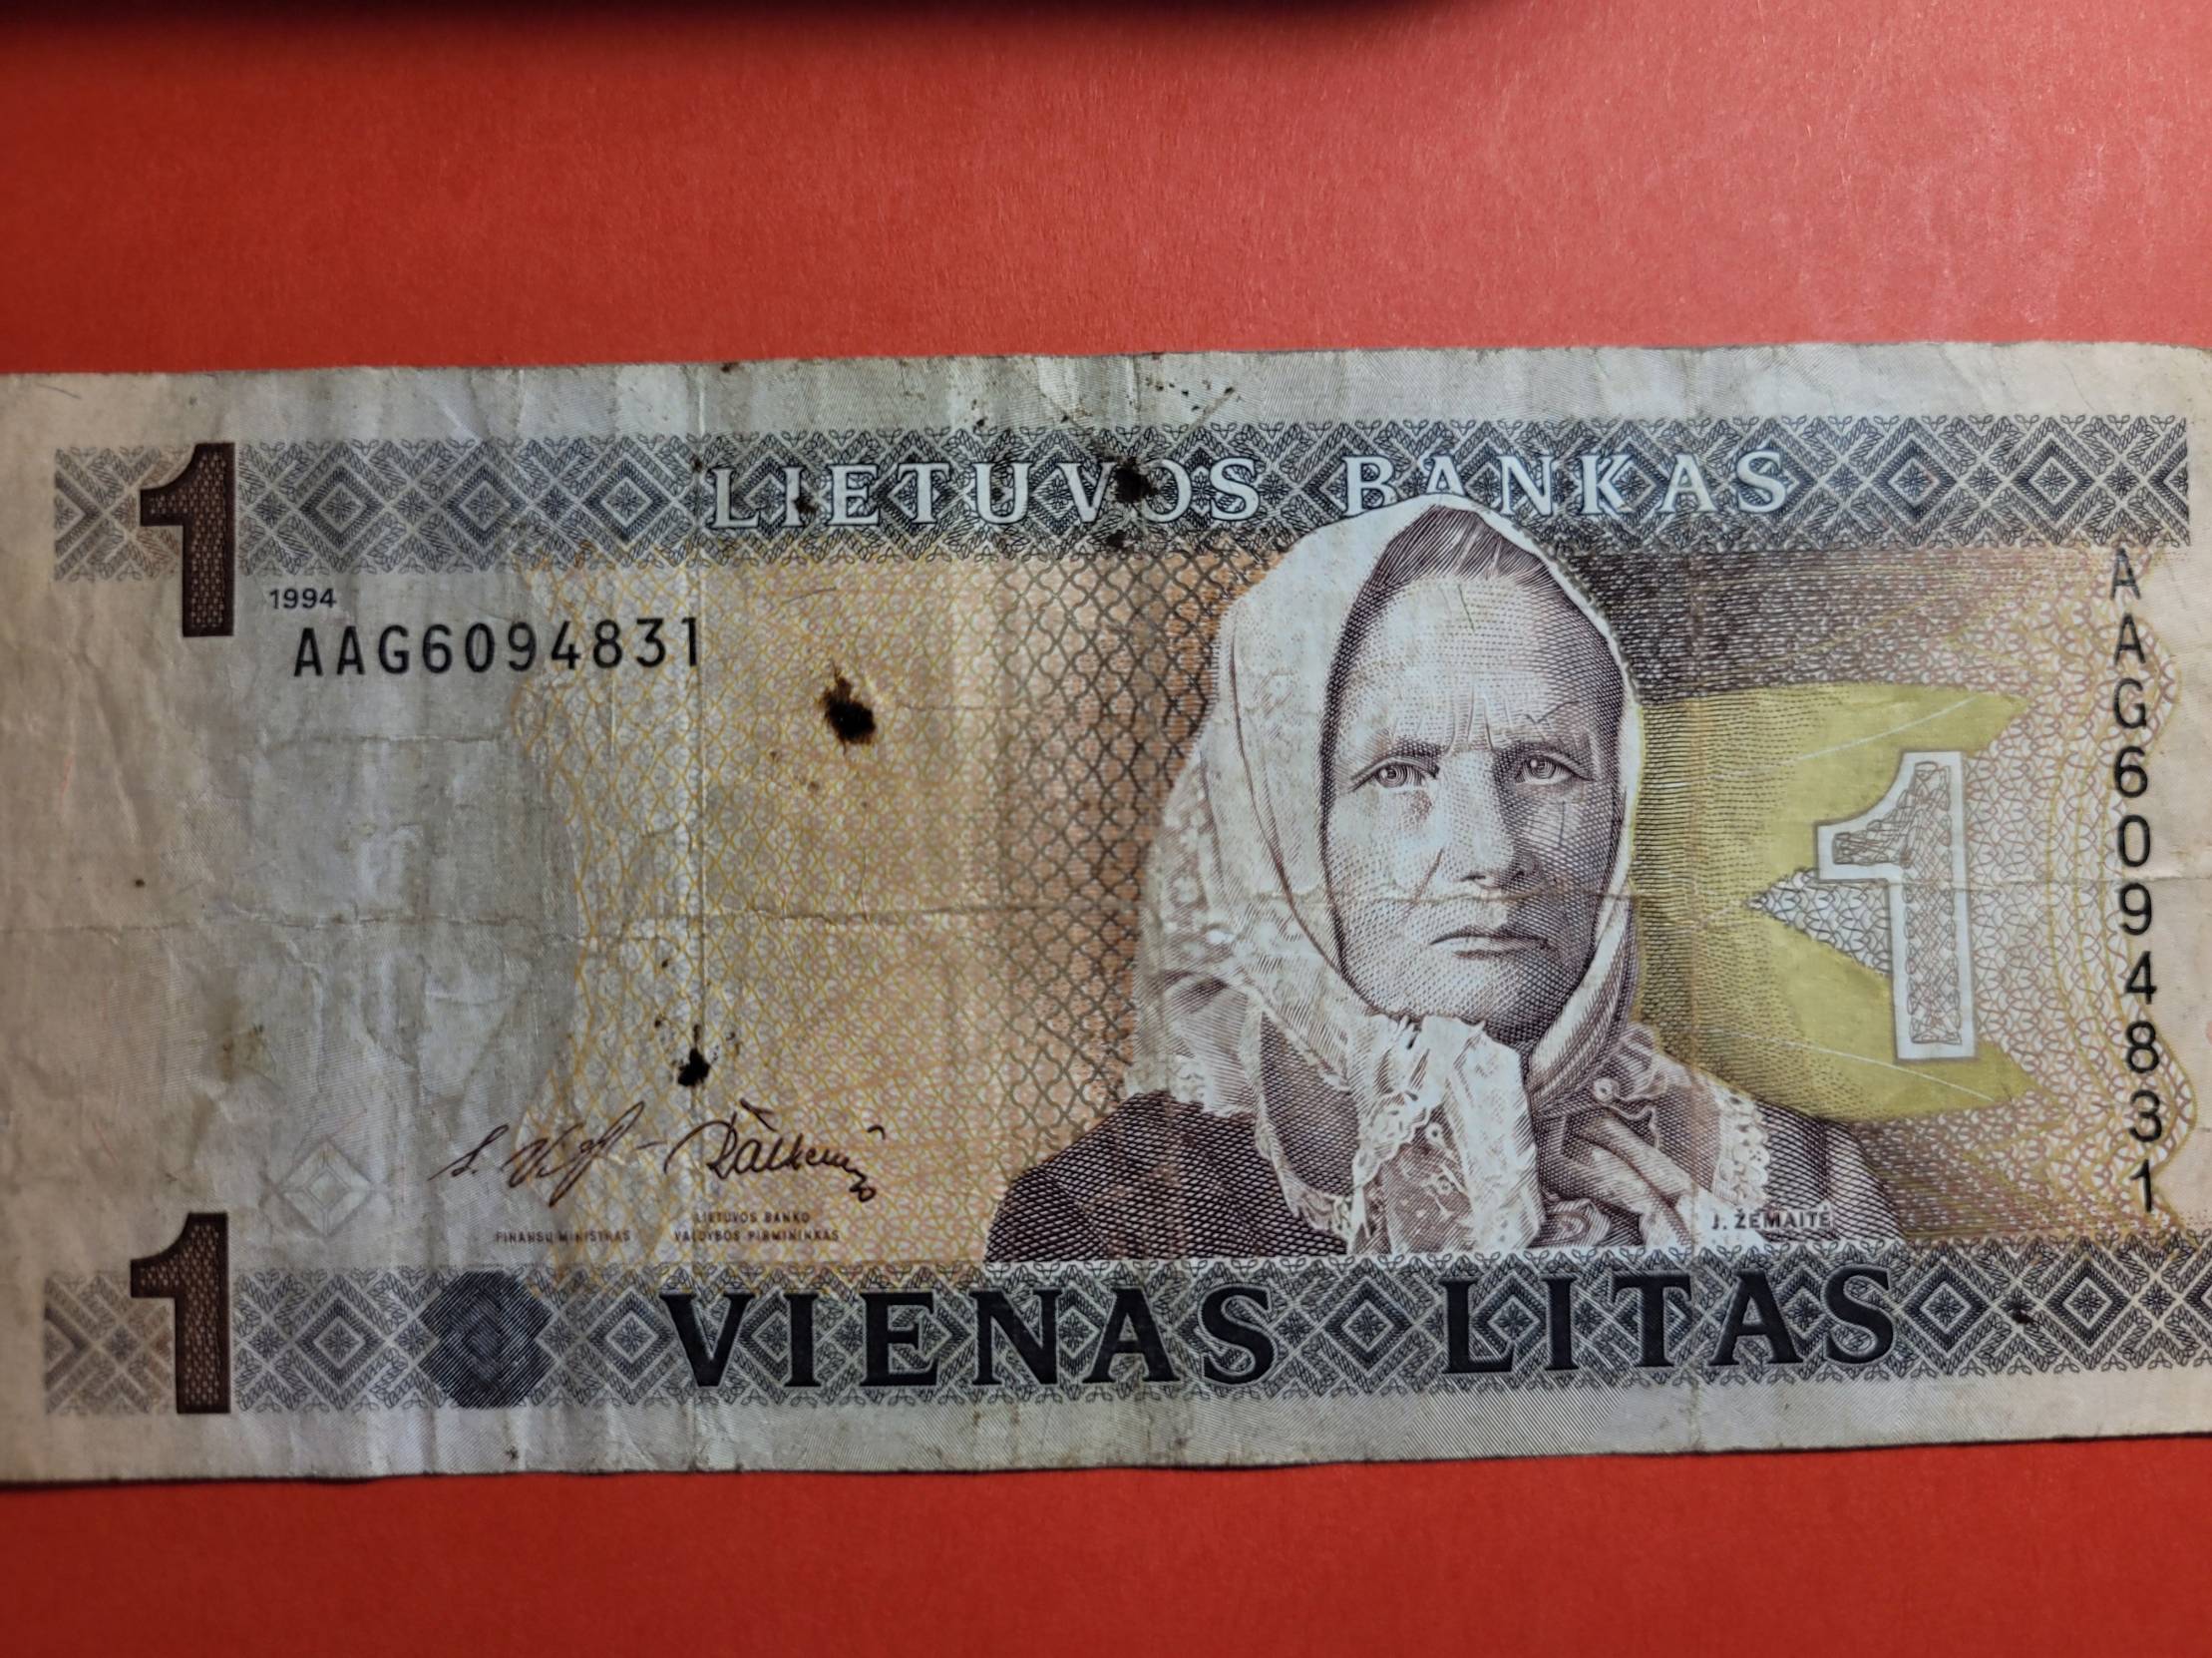 LIETUVOS BANKAS
1
1994
AAG6094831
AAG6094831
1
LIETUVOS BANKO
FINANSŲ MINISTRAS VALDYBOS PIRMININKAS
J. ŽEMAITĖ
1
VIENAS LITAS